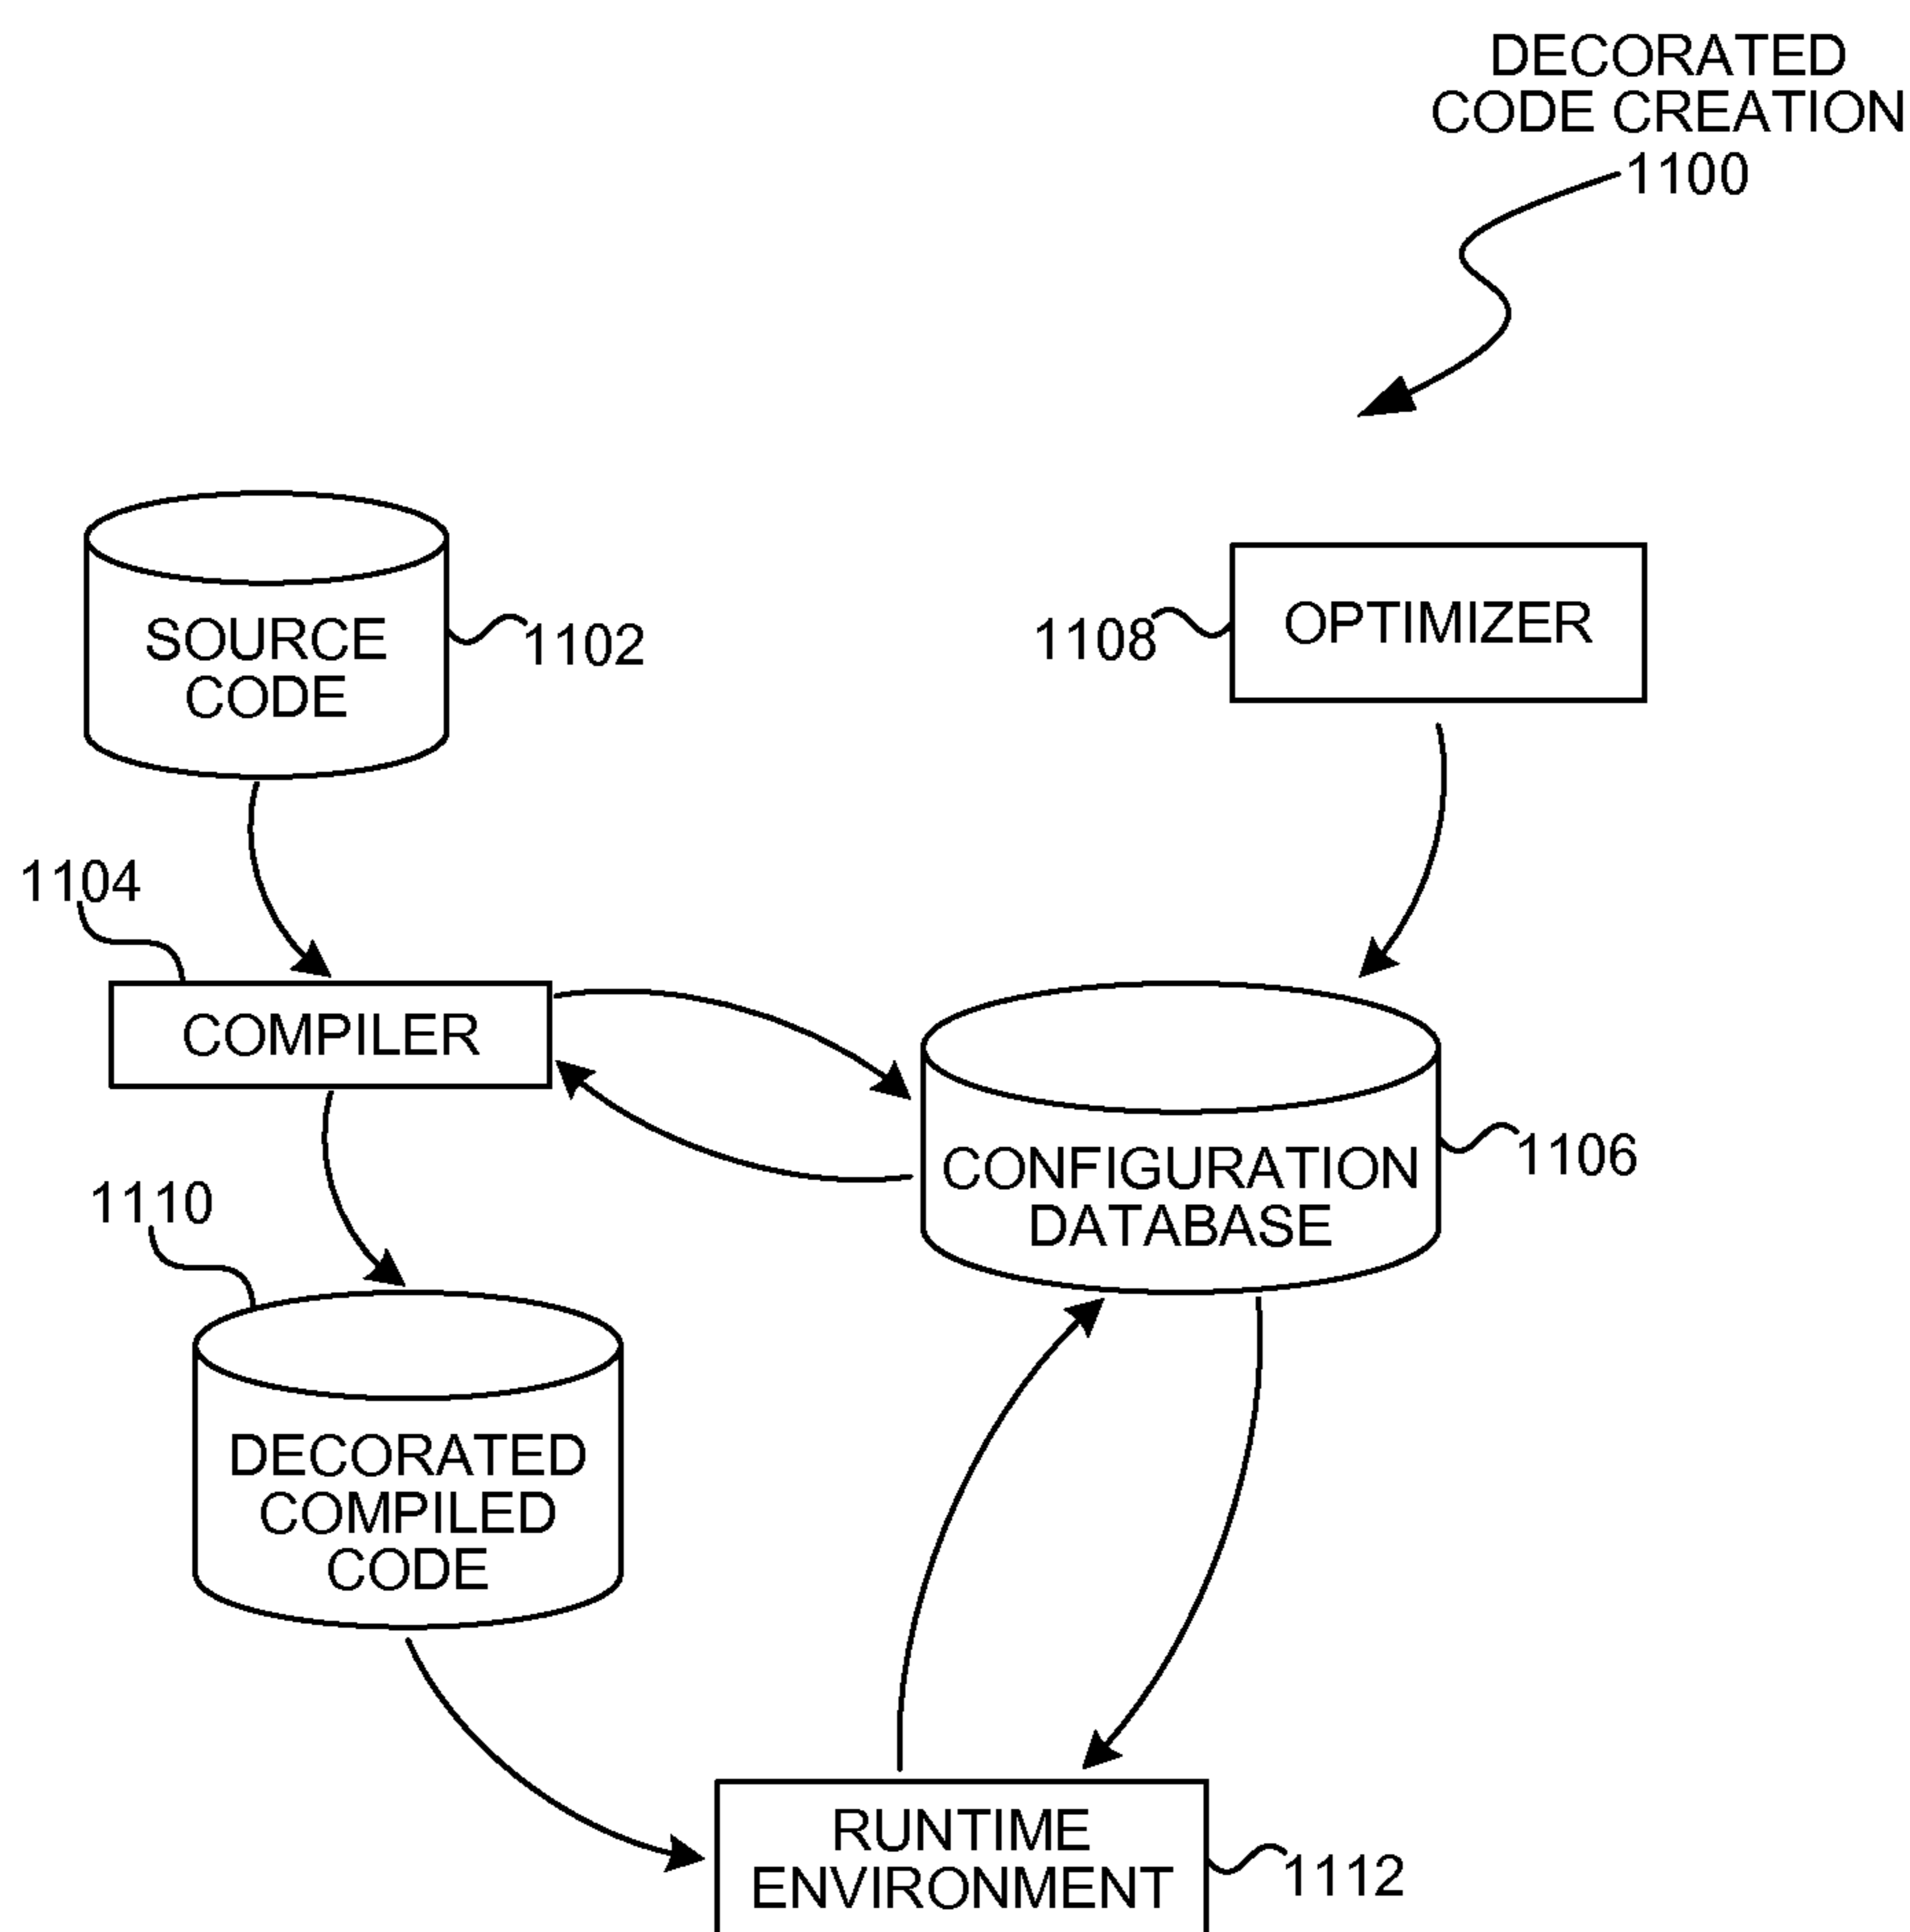 DECORATED
CODE CREATION
1100
SOURCE
CODE
1102
1108
OPTIMIZER
1104
COMPILER
CONFIGURATION
DATABASE
1106
1110
DECORATED
COMPILED
CODE
RUNTIME
ENVIRONMENT
1112